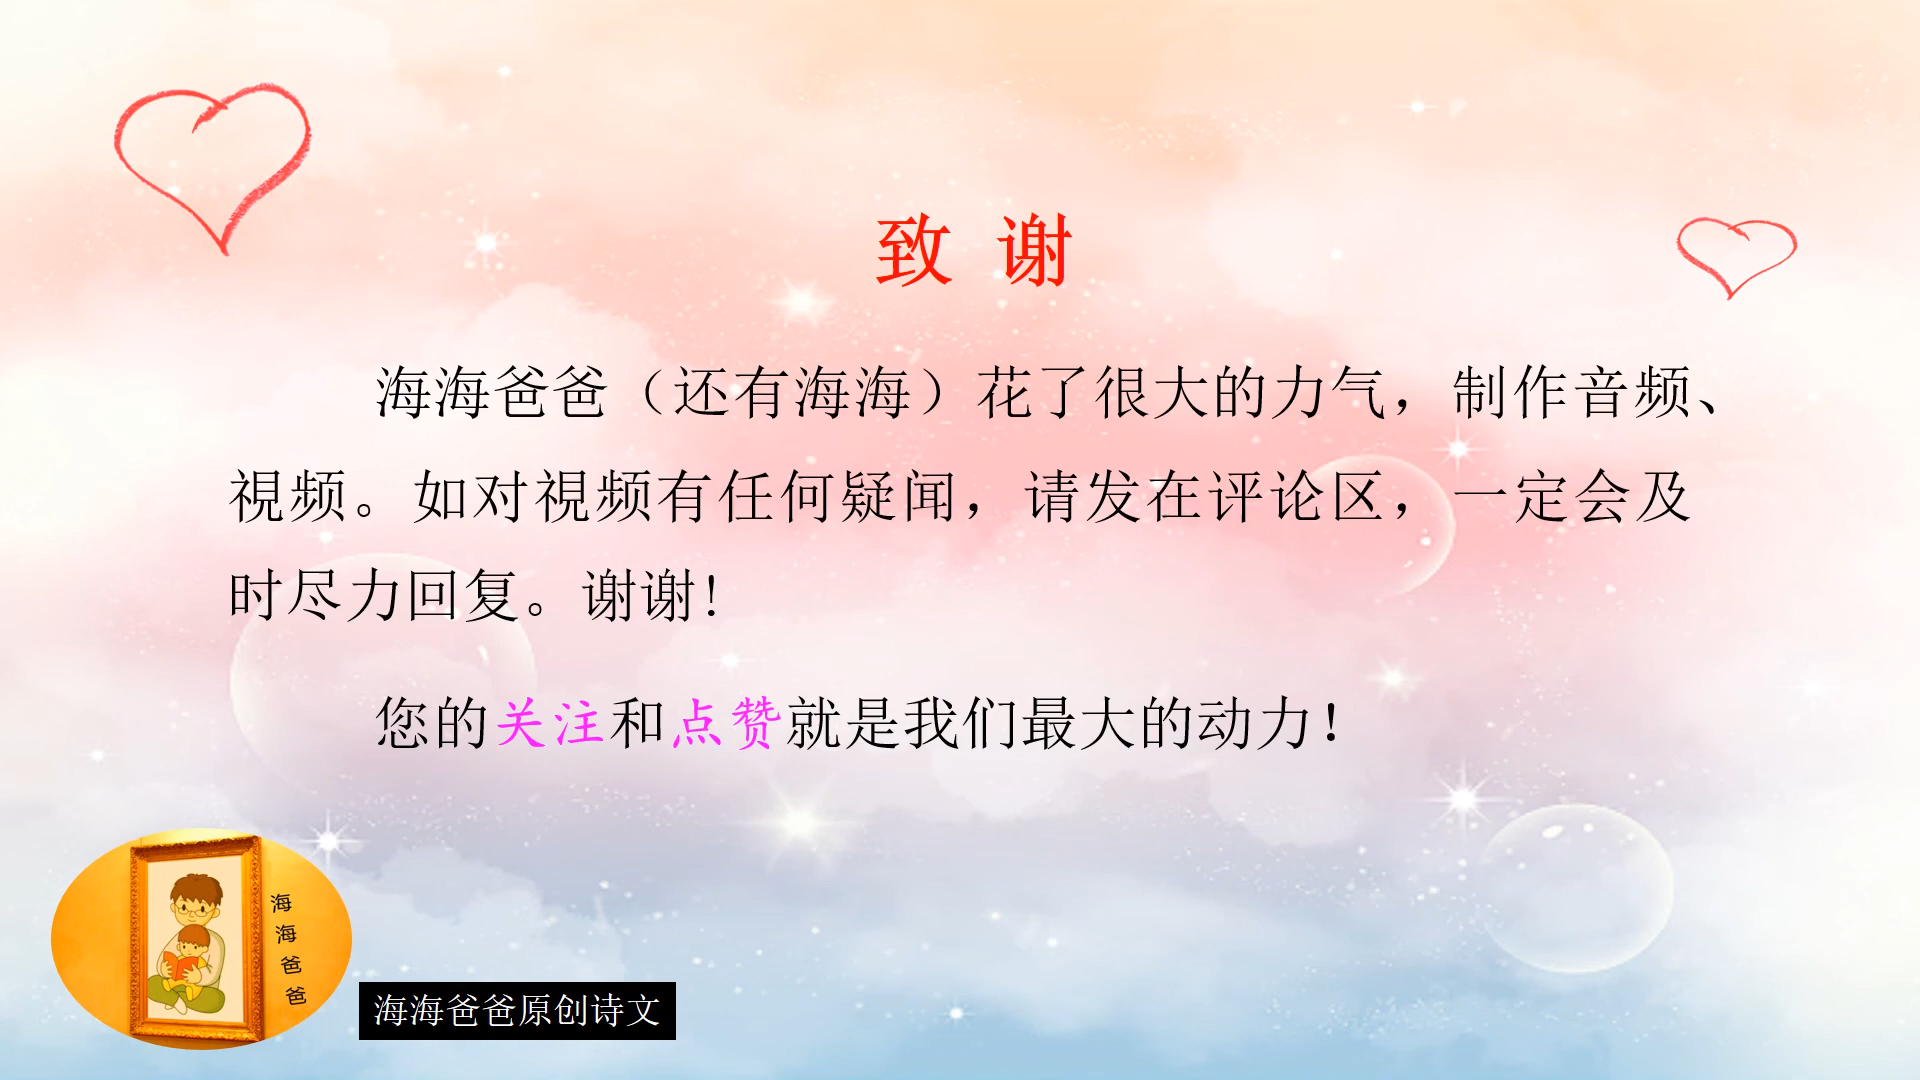 致 谢
海海爸爸（还有海海）花了很大的力气，制作音频、
視频。如对視频有任何疑闻，请发在评论区，一定会及
时尽力回复。谢谢!
您的关注和点赞就是我们最大的动力！
海海爸爸
海海爸爸原创诗文